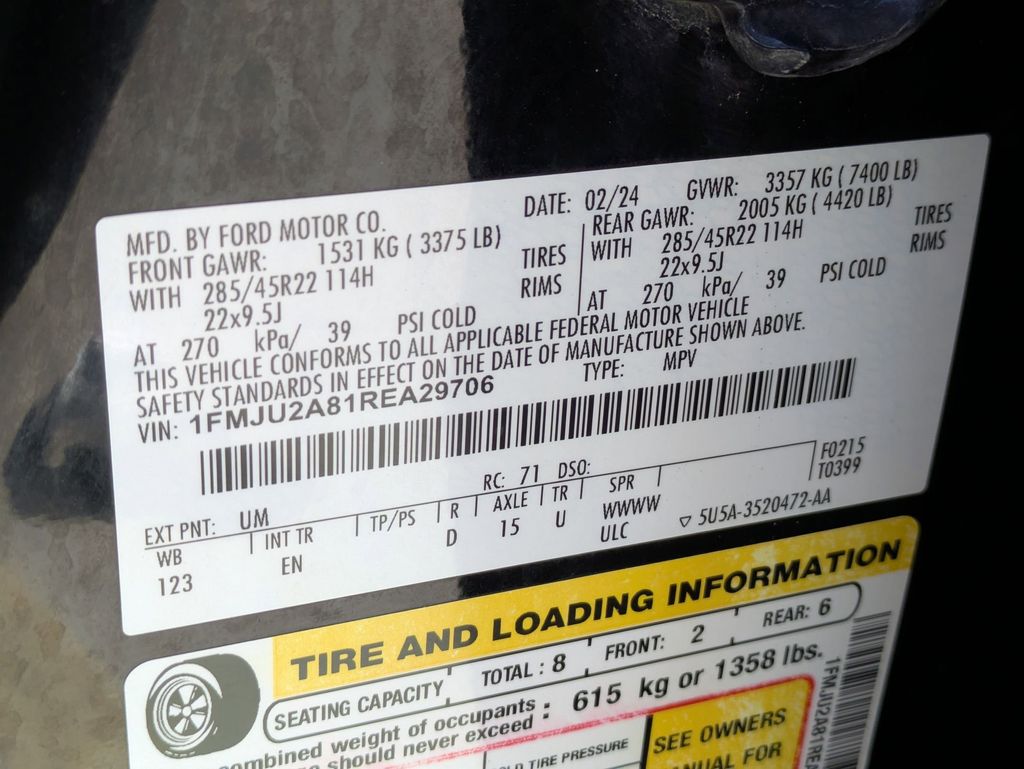 MFD. BY FORD MOTOR CO. DATE: 02/24 GVWR: 3357 KG ( 7400 LB)
FRONT GAWR: 1531 KG ( 3375 LB) REAR GAWR: 2005 KG ( 4420 LB)
WITH 285/45R22 114H TIRES WITH 285/45R22 114H TIRES
22x9.5J RIMS 22x9.5J RIMS
AT 270 kPa/ 39 PSI COLD AT 270 kPa/ 39 PSI COLD
THIS VEHICLE CONFORMS TO ALL APPLICABLE FEDERAL MOTOR VEHICLE
SAFETY STANDARDS IN EFFECT ON THE DATE OF MANUFACTURE SHOWN ABOVE.
VIN: 1FMJU2A81REA29706 TYPE: MPV
F0215
T0399
EXT PNT: UM RC: 71 DSO:
WB INT TR TP/PS R AXLE TR SPR
123 EN D 15 U WWWW
ULC
5U5A-3520472-AA
TIRE AND LOADING INFORMATION
SEATING CAPACITY TOTAL : 8 FRONT: 2 REAR: 6
combined weight of occupants
should never exceed : 615 kg or 1358 lbs.
TIRE PRESSURE
SEE OWNERS
FOR